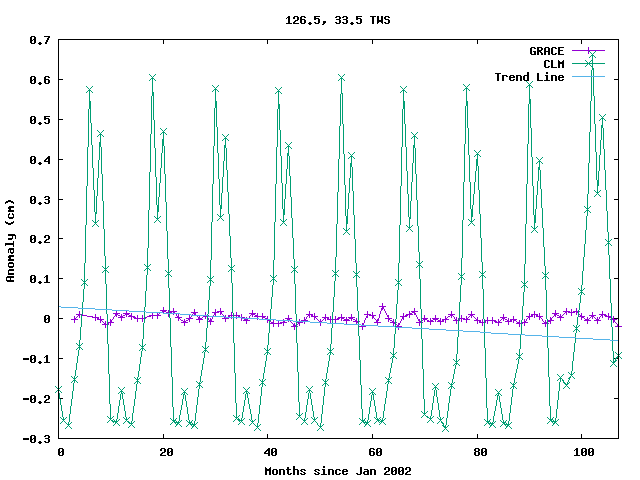 126.5, 33.5 TWS
GRACE
CLM
Trend Line
0.7
0.6
0.5
0.4
0.3
0.2
0.1
0
-0.1
-0.2
-0.3
Anomaly (cm)
0 20 40 60 80 100
Months since Jan 2002